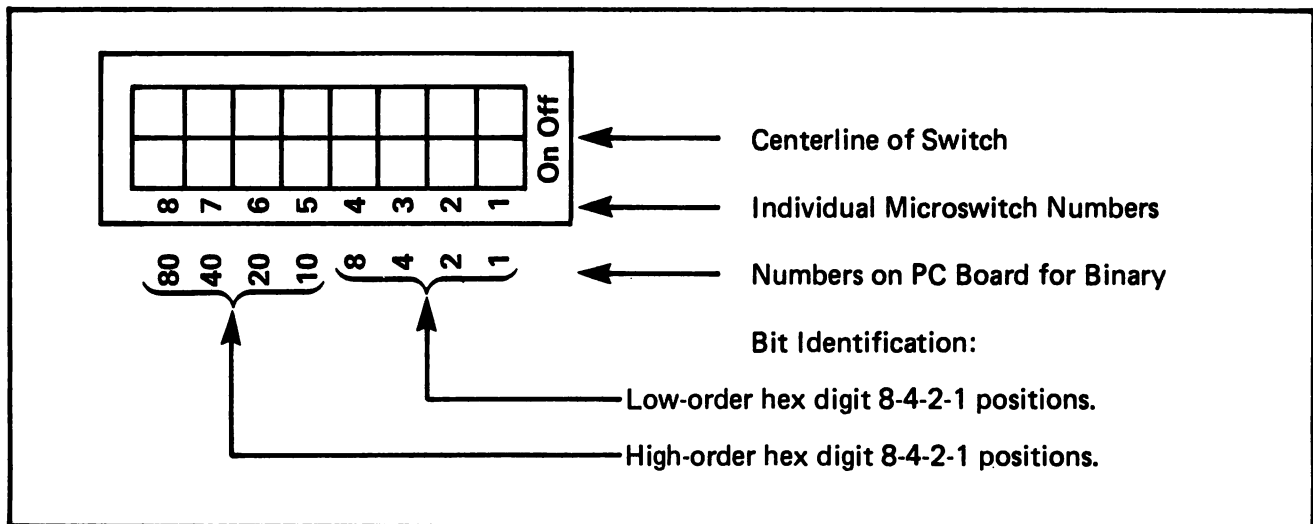 On Off
Centerline of Switch
8 7 6 5 4 3 2 1
Individual Microswitch Numbers
80 40 20 10 8 4 2 1
Numbers on PC Board for Binary
Bit Identification:
Low-order hex digit 8-4-2-1 positions.
High-order hex digit 8-4-2-1 positions.